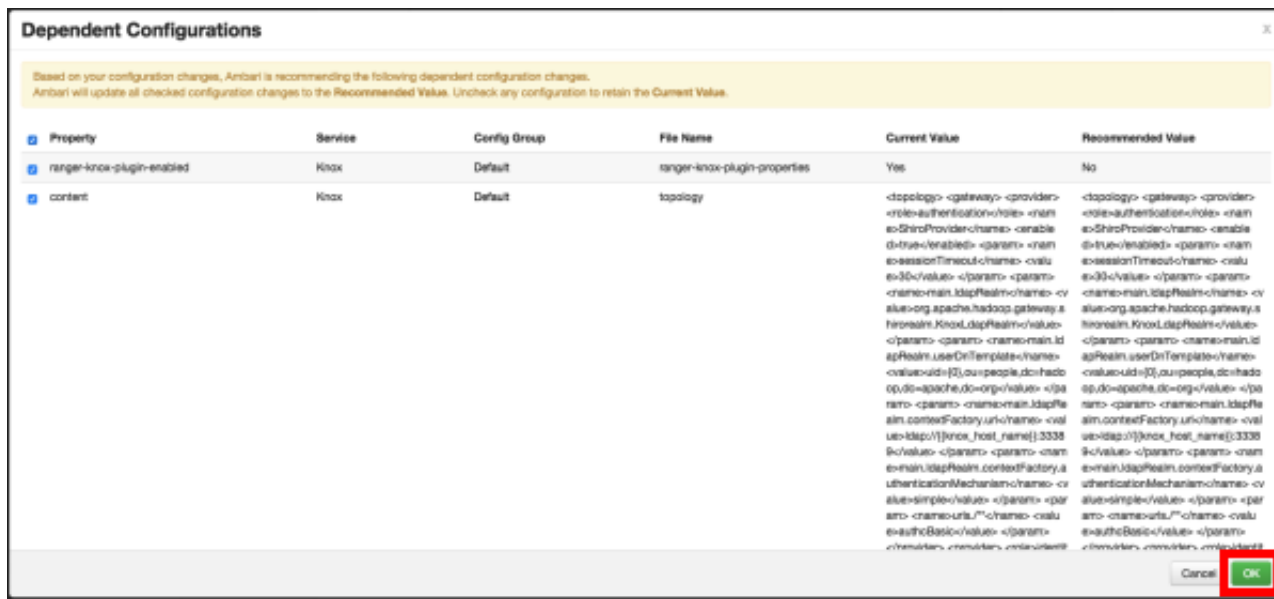 Dependent Configurations
x
Based on your configuration changes, Ambari is recommending the following dependent configuration changes.
Ambari will update all checked configuration changes to the Recommended Value. Uncheck any configuration to retain the Current Value.
Property Service Config Group File Name Current Value Recommended Value
ranger-knox-plugin-enabled Knox Default ranger-knox-plugin-properties Yes No
content Knox Default topology <topology> <gateway> <provider> <topology> <gateway> <provider>
<role>authentication</role> <nam <role>authentication</role> <nam
e>ShiroProvider</name> <enable e>ShiroProvider</name> <enable
d>true</enabled> <param> <nam d>true</enabled> <param> <nam
e>sessionTimeout</name> <valu e>sessionTimeout</name> <valu
e>30</value> </param> <param> e>30</value> </param> <param>
<name>main.ldapRealm</name> <v <name>main.ldapRealm</name> <v
alue>org.apache.hadoop.gateway.s alue>org.apache.hadoop.gateway.s
hirorealm.KnoxLdapRealm</value> hirorealm.KnoxLdapRealm</value>
</param> <param> <name>main.ld </param> <param> <name>main.ld
apRealm.userDnTemplate</name> apRealm.userDnTemplate</name>
<value>uid={0},ou=people,dc=hado <value>uid={0},ou=people,dc=hado
op,dc=apache,dc=org</value> </pa op,dc=apache,dc=org</value> </pa
ram> <param> <name>main.ldapRe ram> <param> <name>main.ldapRe
alm.contextFactory.url</name> <val alm.contextFactory.url</name> <val
ue>ldap://{{knox_host_name}}:3338 ue>ldap://{{knox_host_name}}:3338
9</value> </param> <param> <nam 9</value> </param> <param> <nam
e>main.ldapRealm.contextFactory.a e>main.ldapRealm.contextFactory.a
uthenticationMechanism</name> <v uthenticationMechanism</name> <v
alue>simple</value> </param> <par alue>simple</value> </param> <par
am> <name>urls./**</name> <valu am> <name>urls./**</name> <valu
e>authcBasic</value> </param> e>authcBasic</value> </param>
</provider> <provider> <role>identit </provider> <provider> <role>identit
Cancel OK